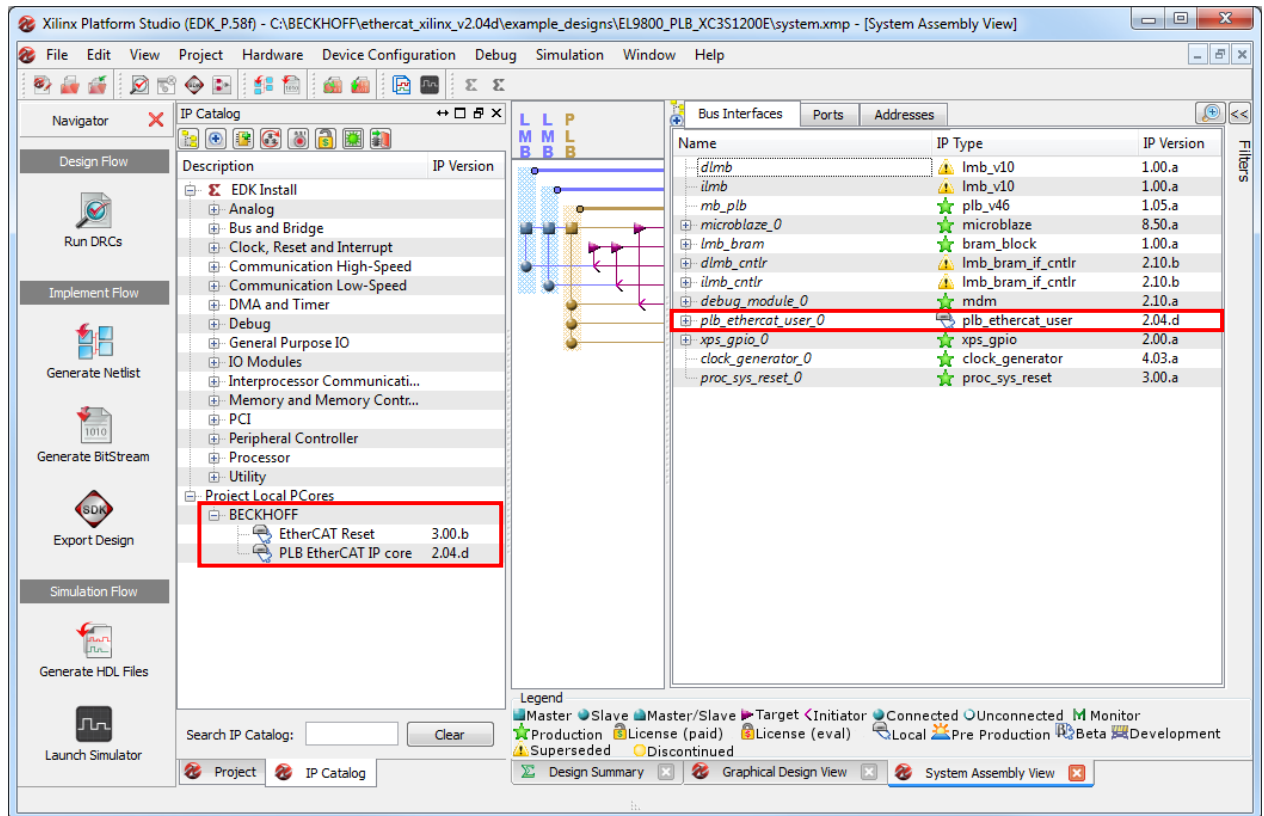 Xilinx Platform Studio (EDK_P.58f) - C:\BECKHOFF\ethercat_xilinx_v2.04d\example_designs\EL9800_PLB_XC3S1200E\system.xmp - [System Assembly View]
File Edit View Project Hardware Device Configuration Debug Simulation Window Help
Navigator
Design Flow
Run DRCs
Implement Flow
Generate Netlist
Generate BitStream
Export Design
Simulation Flow
Generate HDL Files
Launch Simulator
IP Catalog
Description IP Version
EDK Install
Analog
Bus and Bridge
Clock, Reset and Interrupt
Communication High-Speed
Communication Low-Speed
DMA and Timer
Debug
General Purpose IO
IO Modules
Interprocessor Communicati...
Memory and Memory Contr...
PCI
Peripheral Controller
Processor
Utility
Project Local PCores
BECKHOFF
EtherCAT Reset 3.00.b
PLB EtherCAT IP core 2.04.d
Search IP Catalog: Clear
Project IP Catalog
L L P
M M L
B B B
Bus Interfaces Ports Addresses
Name IP Type IP Version
dlmb lmb_v10 1.00.a
ilmb lmb_v10 1.00.a
mb_plb plb_v46 1.05.a
microblaze_0 microblaze 8.50.a
lmb_bram bram_block 1.00.a
dlmb_cntlr lmb_bram_if_cntlr 2.10.b
ilmb_cntlr lmb_bram_if_cntlr 2.10.b
debug_module_0 mdm 2.10.a
plb_ethercat_user_0 plb_ethercat_user 2.04.d
xps_gpio_0 xps_gpio 2.00.a
clock_generator_0 clock_generator 4.03.a
proc_sys_reset_0 proc_sys_reset 3.00.a
<<
Filters
Legend
Master Slave Master/Slave Target Initiator Connected Unconnected M Monitor
Production License (paid) License (eval) Local Pre Production Beta Development
Superseded Discontinued
Design Summary Graphical Design View System Assembly View